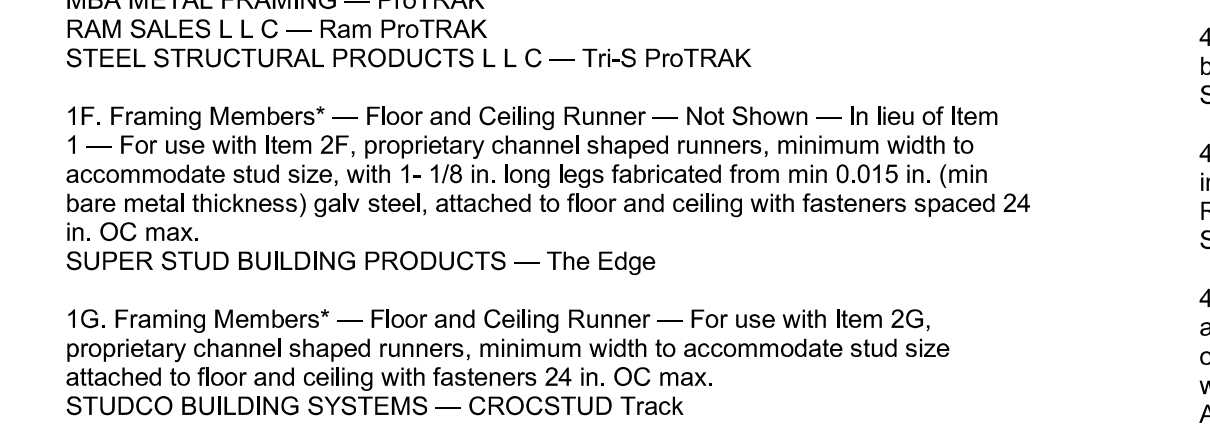 MBA METAL FRAMING — ProTRAK
RAM SALES L L C — Ram ProTRAK
STEEL STRUCTURAL PRODUCTS L L C — Tri-S ProTRAK
1F. Framing Members* — Floor and Ceiling Runner — Not Shown — In lieu of Item
1 — For use with Item 2F, proprietary channel shaped runners, minimum width to
accommodate stud size, with 1- 1/8 in. long legs fabricated from min 0.015 in. (min
bare metal thickness) galv steel, attached to floor and ceiling with fasteners spaced 24
in. OC max.
SUPER STUD BUILDING PRODUCTS — The Edge
1G. Framing Members* — Floor and Ceiling Runner — For use with Item 2G,
proprietary channel shaped runners, minimum width to accommodate stud size
attached to floor and ceiling with fasteners 24 in. OC max.
STUDCO BUILDING SYSTEMS — CROCSTUD Track